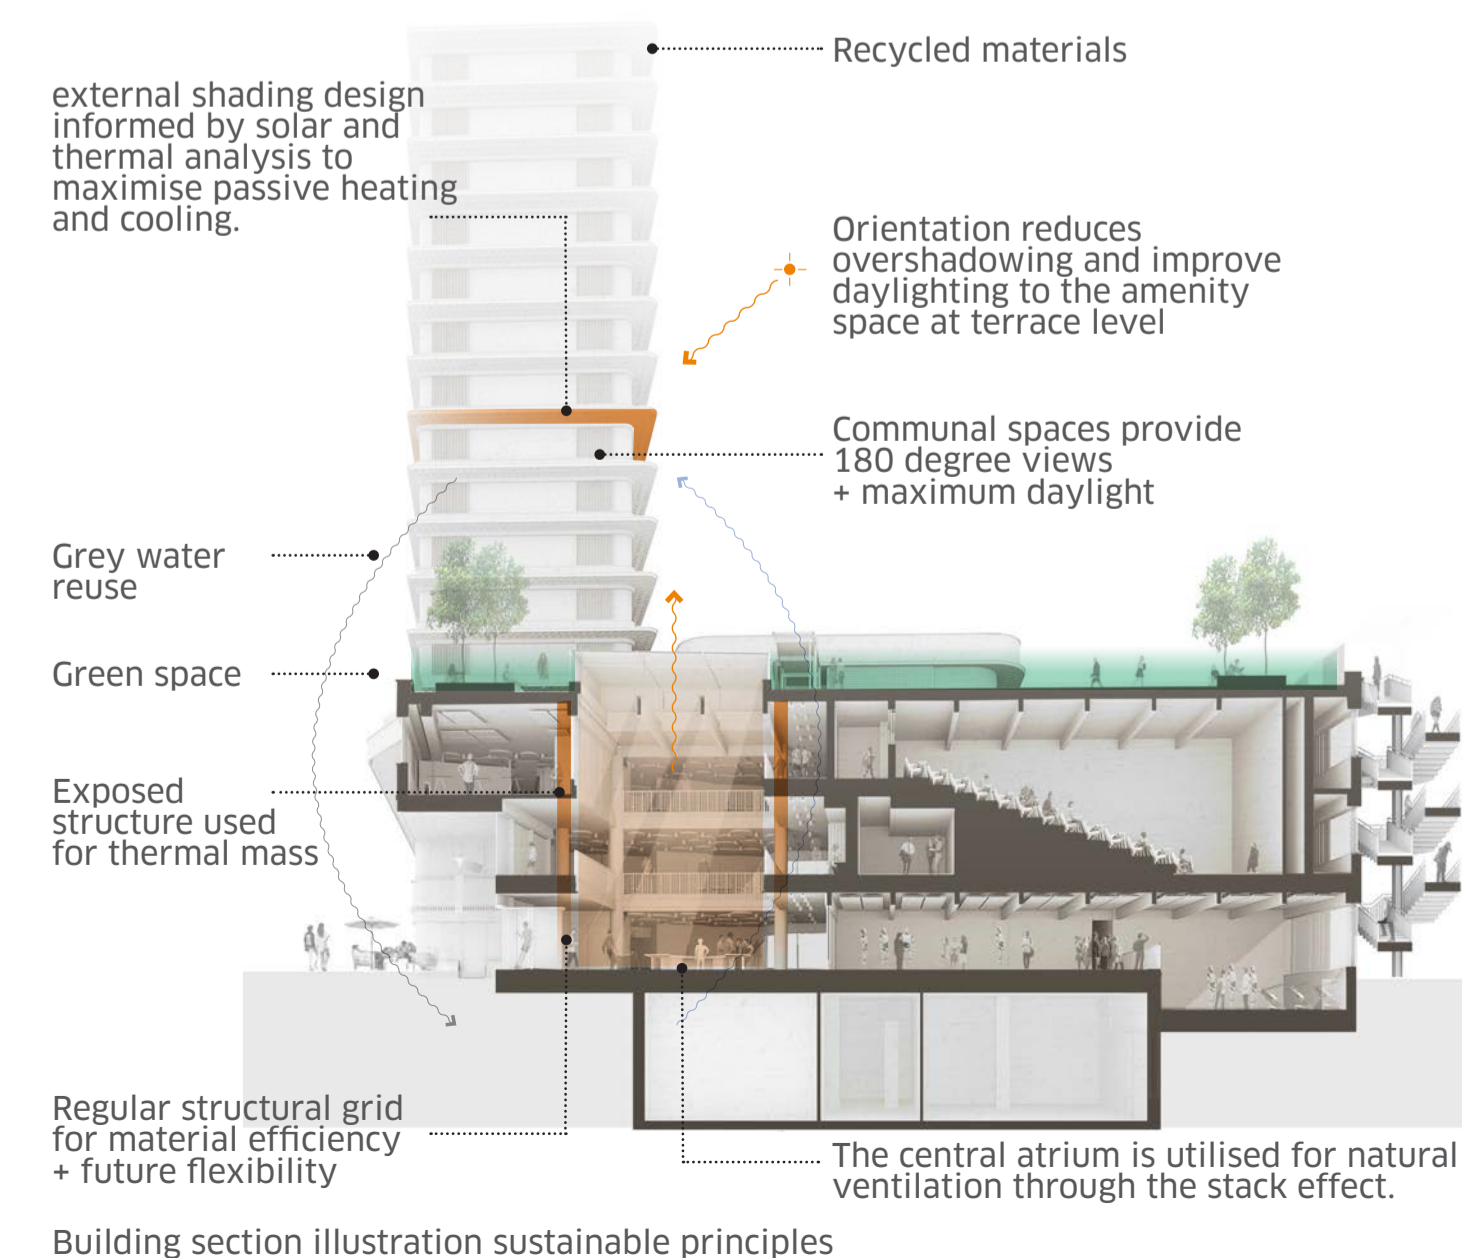 Recycled materials
external shading design
informed by solar and
thermal analysis to
maximise passive heating
and cooling.
Orientation reduces
overshadowing and improve
daylighting to the amenity
space at terrace level
Communal spaces provide
180 degree views
+ maximum daylight
Grey water
reuse
Green space
Exposed
structure used
for thermal mass
Regular structural grid
for material efficiency
+ future flexibility
The central atrium is utilised for natural
ventilation through the stack effect.
Building section illustration sustainable principles